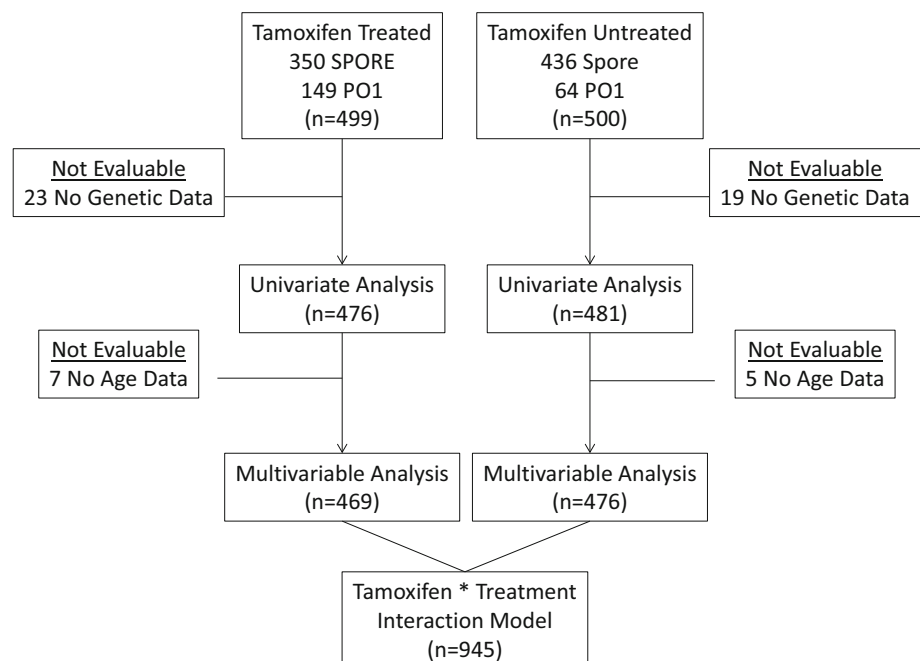 Tamoxifen Treated
350 SPORE
149 PO1
(n=499)
Tamoxifen Untreated
436 Spore
64 PO1
(n=500)
Not Evaluable
23 No Genetic Data
Not Evaluable
19 No Genetic Data
Univariate Analysis
(n=476)
Univariate Analysis
(n=481)
Not Evaluable
7 No Age Data
Not Evaluable
5 No Age Data
Multivariable Analysis
(n=469)
Multivariable Analysis
(n=476)
Tamoxifen * Treatment
Interaction Model
(n=945)